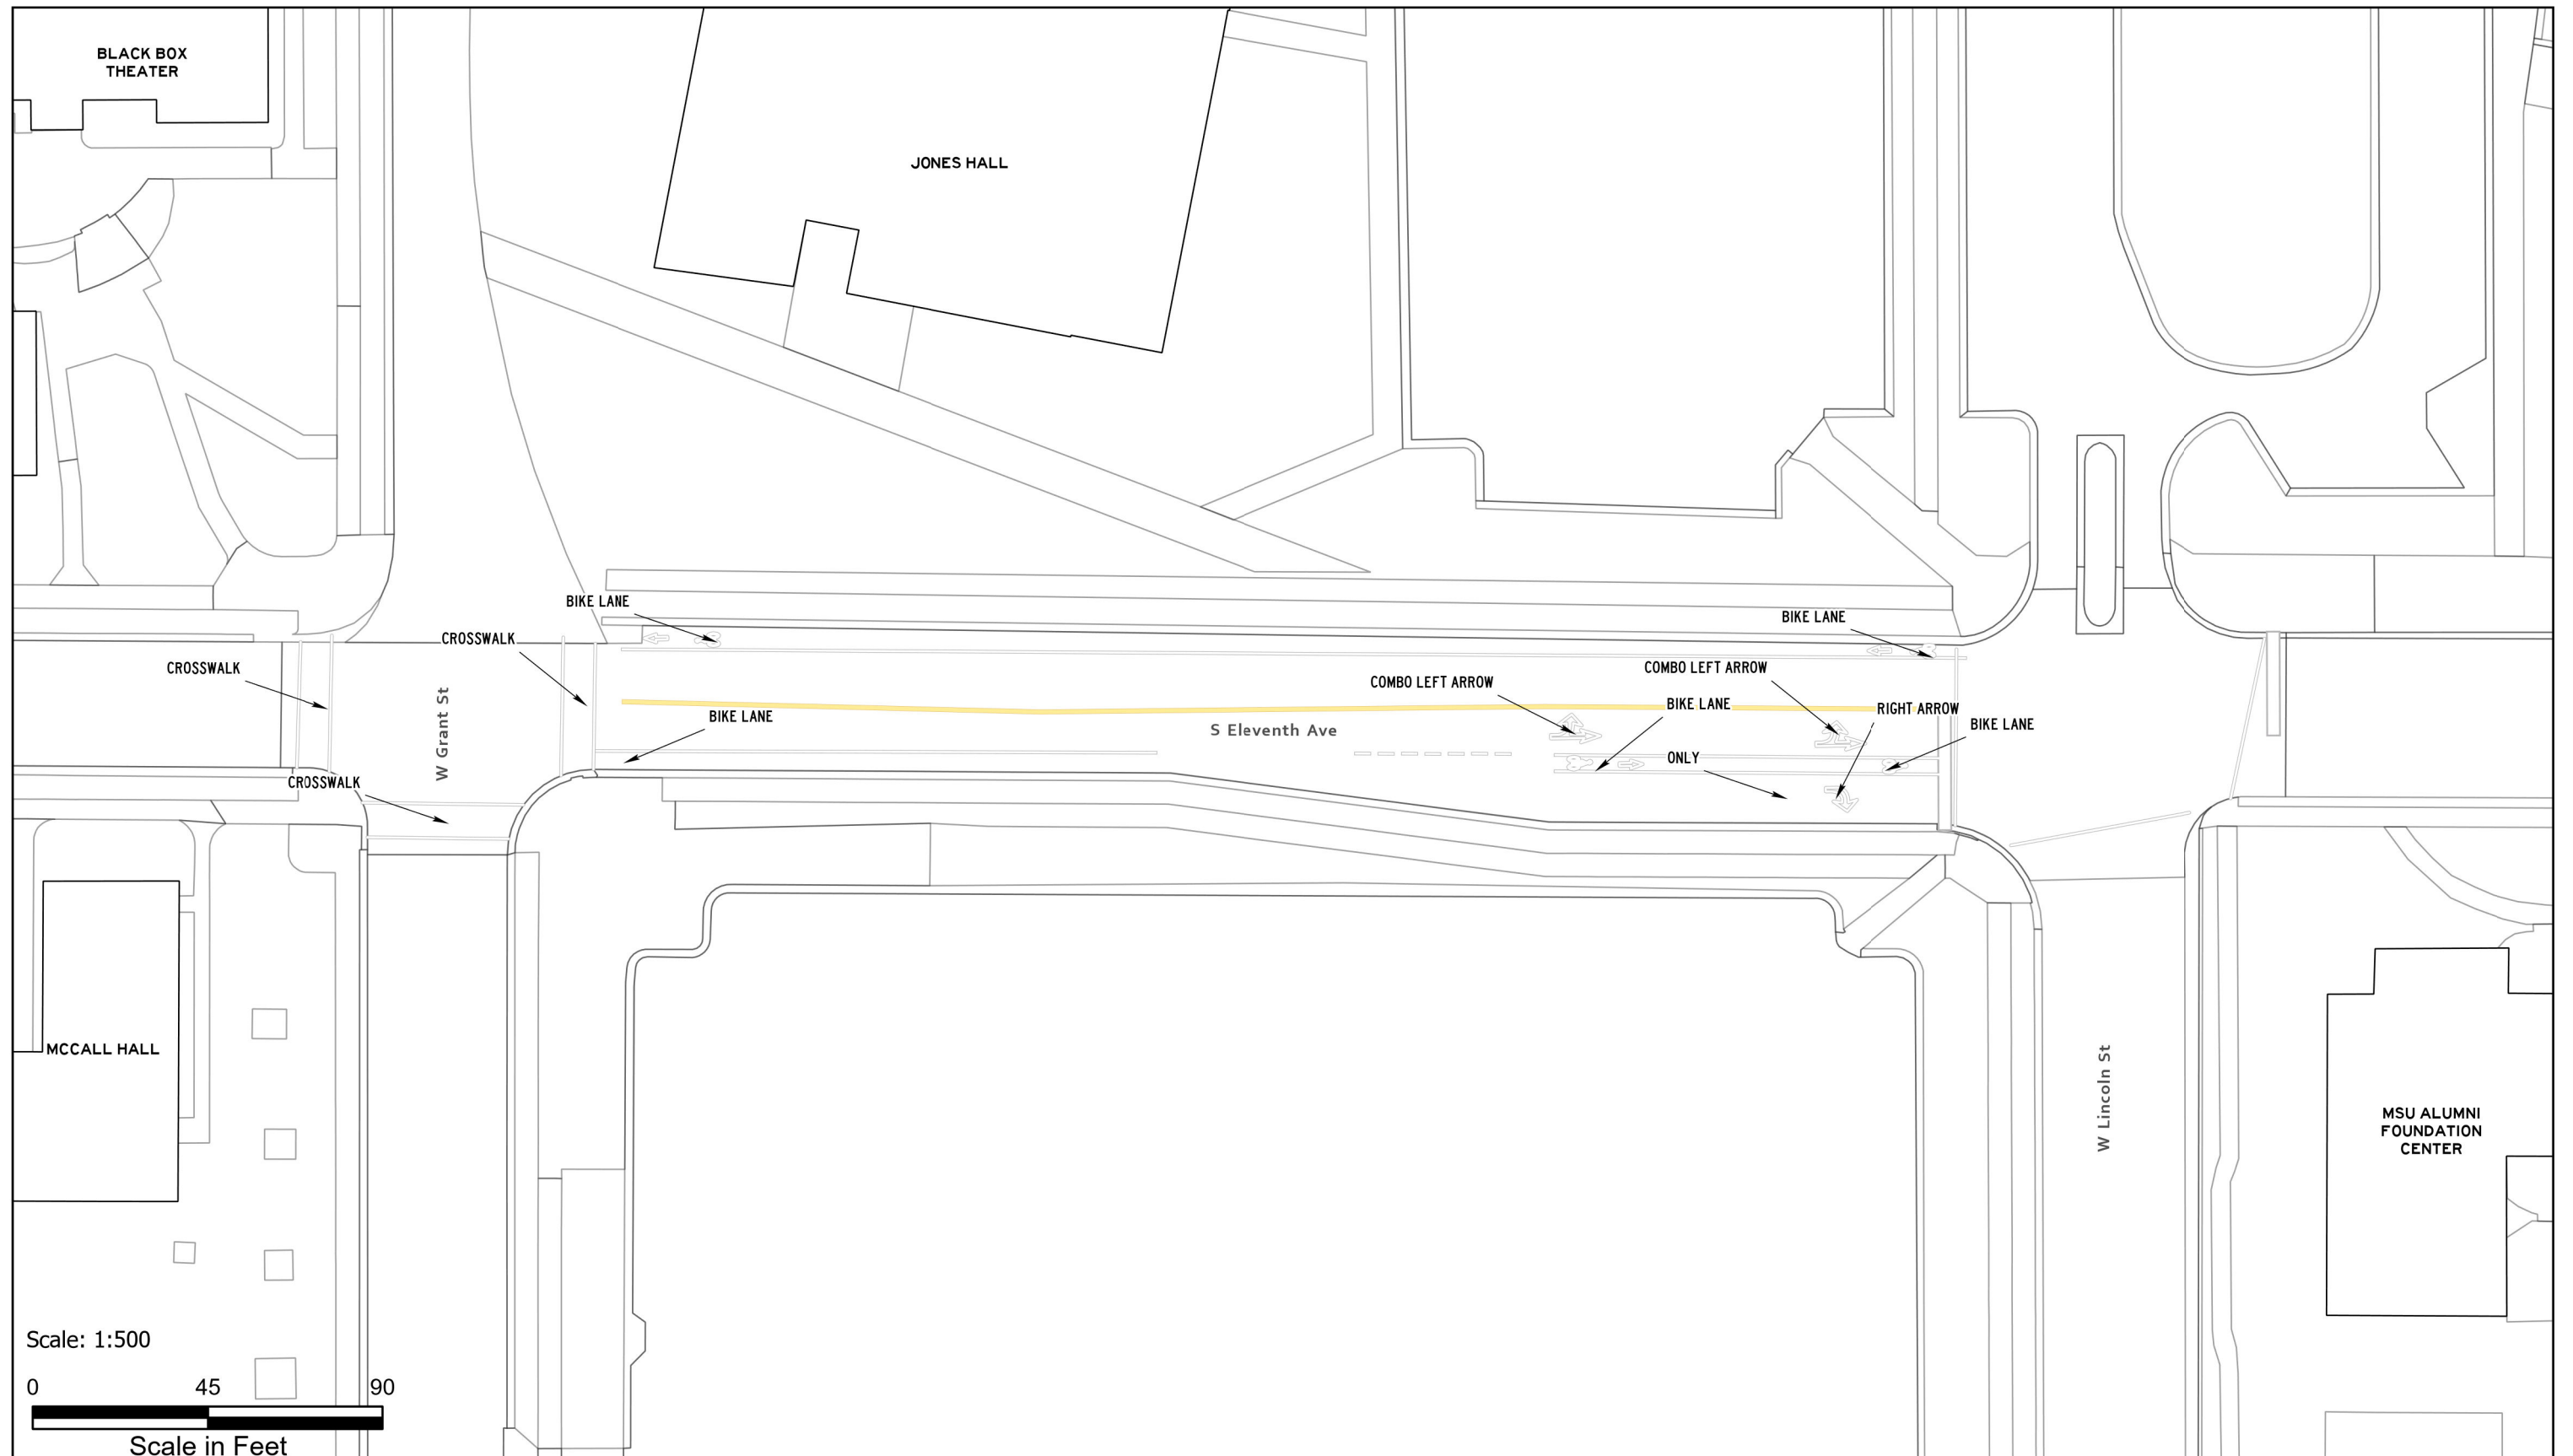 BLACK BOX
THEATER
JONES HALL
BIKE LANE
BIKE LANE
CROSSWALK
CROSSWALK
COMBO LEFT ARROW
COMBO LEFT ARROW
BIKE LANE
RIGHT ARROW
BIKE LANE
BIKE LANE
S Eleventh Ave
W Grant St
ONLY
CROSSWALK
MCCALL HALL
W Lincoln St
MSU ALUMNI
FOUNDATION
CENTER
Scale: 1:500
0 45 90
Scale in Feet